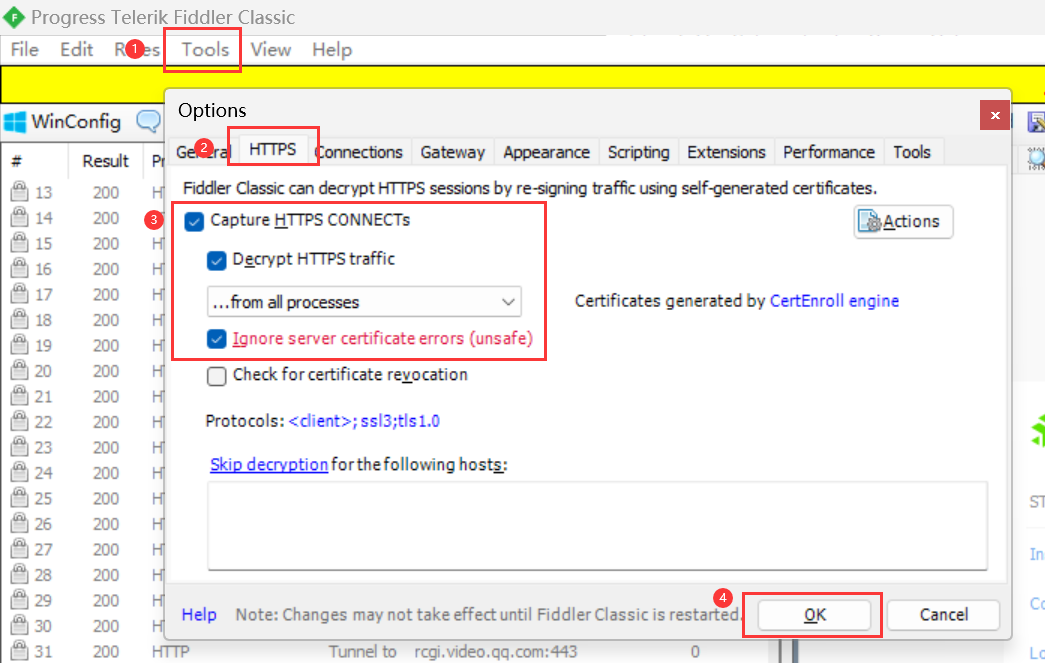 Progress Telerik Fiddler Classic
File Edit Rules Tools View Help
1
WinConfig
Options
x
2
General HTTPS Connections Gateway Appearance Scripting Extensions Performance Tools
# Result
Fiddler Classic can decrypt HTTPS sessions by re-signing traffic using self-generated certificates.
3
Capture HTTPS CONNECTs
Actions
Decrypt HTTPS traffic
...from all processes
Certificates generated by CertEnroll engine
Ignore server certificate errors (unsafe)
Check for certificate revocation
Protocols: <client>;ssl3;tls1.0
Skip decryption for the following hosts:
13 200
14 200
15 200
16 200
17 200
18 200
19 200
20 200
21 200
22 200
23 200
24 200
25 200
26 200
27 200
28 200
29 200
30 200
4
Help Note: Changes may not take effect until Fiddler Classic is restarted. OK Cancel
31 200 HTTP Tunnel to rcgi.video.qq.com:443 0